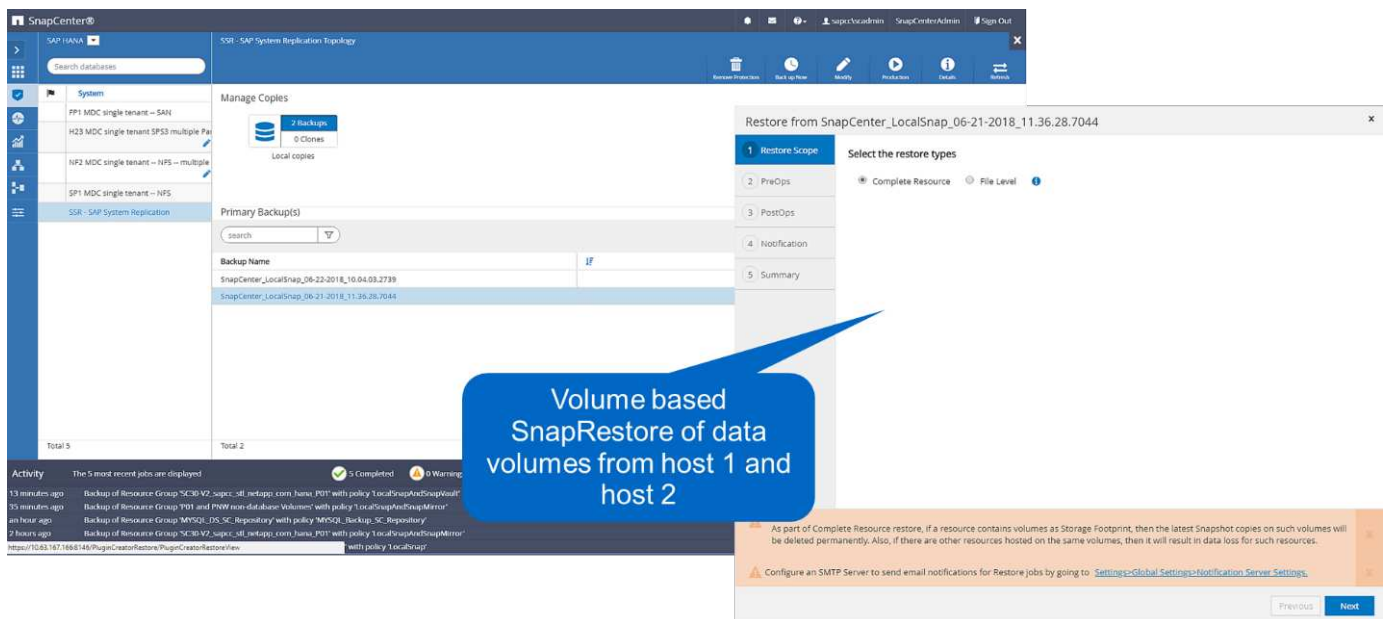 SnapCenter®
sapcc\scadmin SnapCenterAdmin Sign Out
SAP HANA
Search databases
System
FP1 MDC single tenant -- SAN
H23 MDC single tenant SPS3 multiple Par
NF2 MDC single tenant -- NFS -- multiple
SP1 MDC single tenant -- NFS
SSR - SAP System Replication
Total 5
SSR - SAP System Replication Topology
Remove Protection Back up Now Modify Production Details Refresh
Manage Copies
2 Backups
0 Clones
Local copies
Primary Backup(s)
search
Backup Name
SnapCenter_LocalSnap_06-22-2018_10.04.03.2739
SnapCenter_LocalSnap_06-21-2018_11.36.28.7044
Total 2
Activity The 5 most recent jobs are displayed 5 Completed 0 Warning
13 minutes ago Backup of Resource Group 'SC30-V2_sapcc_stl_netapp_com_hana_P01' with policy 'LocalSnapAndSnapVault'
35 minutes ago Backup of Resource Group 'P01 and PNW non-database Volumes' with policy 'LocalSnapAndSnapMirror'
an hour ago Backup of Resource Group 'MYSQL_DS_SC_Repository' with policy 'MYSQL_Backup_SC_Repository'
2 hours ago Backup of Resource Group 'SC30-V2_sapcc_stl_netapp_com_hana_P01' with policy 'LocalSnapAndSnapMirror'
https://10.63.167.166:8146/PluginCreatorRestore/PluginCreatorRestoreView ' with policy 'LocalSnap'
Restore from SnapCenter_LocalSnap_06-21-2018_11.36.28.7044 x
1 Restore Scope
2 PreOps
3 PostOps
4 Notification
5 Summary
Select the restore types
Complete Resource File Level
Volume based
SnapRestore of data
volumes from host 1 and
host 2
As part of Complete Resource restore, if a resource contains volumes as Storage Footprint, then the latest Snapshot copies on such volumes will
be deleted permanently. Also, if there are other resources hosted on the same volumes, then it will result in data loss for such resources.
Configure an SMTP Server to send email notifications for Restore jobs by going to Settings>Global Settings>Notification Server Settings.
Previous Next